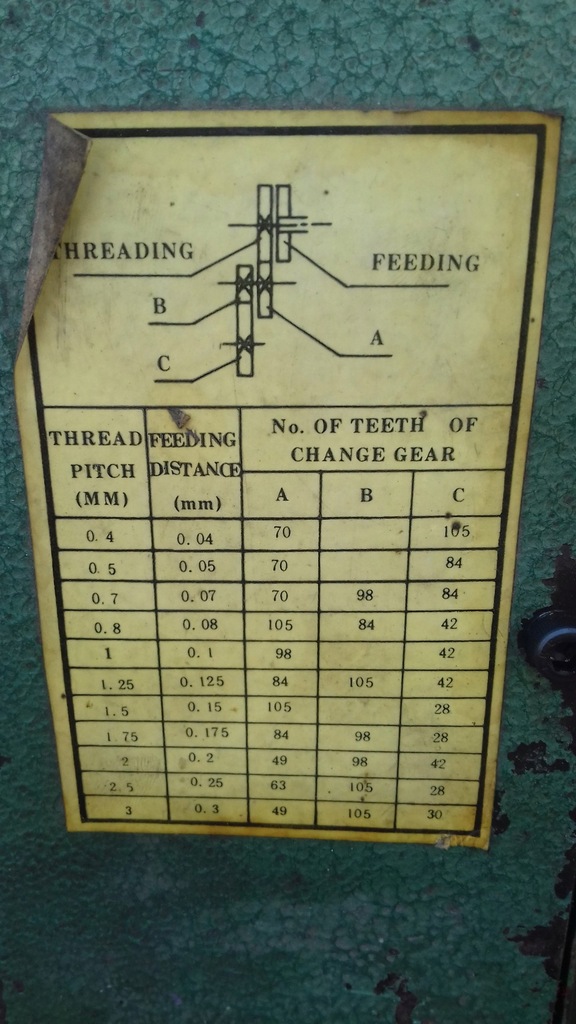 THREADING
FEEDING
B
A
C
THREAD PITCH (MM) FEEDING DISTANCE (mm) No. OF TEETH OF CHANGE GEAR
A B C
0.4 0.04 70 105
0.5 0.05 70 84
0.7 0.07 70 98 84
0.8 0.08 105 84 42
1 0.1 98 42
1.25 0.125 84 105 42
1.5 0.15 105 28
1.75 0.175 84 98 28
2 0.2 49 98 42
2.5 0.25 63 105 28
3 0.3 49 105 30